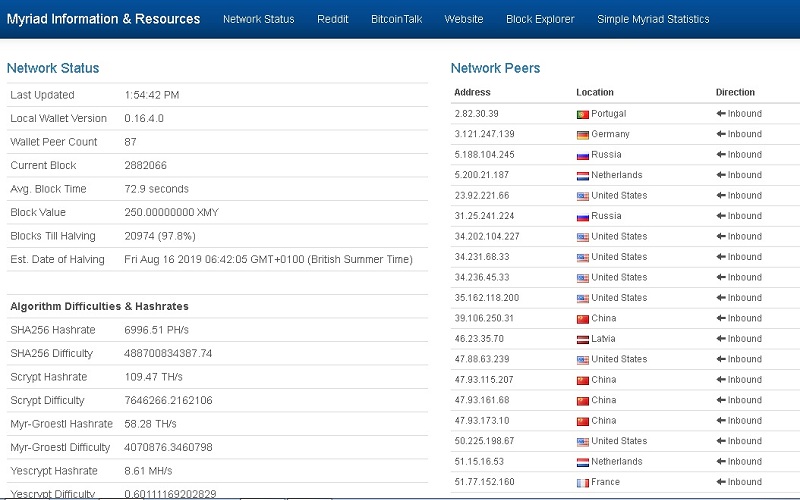 Myriad Information & Resources Network Status Reddit BitcoinTalk Website Block Explorer Simple Myriad Statistics
Network Status
Last Updated 1:54:42 PM
Local Wallet Version 0.16.4.0
Wallet Peer Count 87
Current Block 2882066
Avg. Block Time 72.9 seconds
Block Value 250.00000000 XMY
Blocks Till Halving 20974 (97.8%)
Est. Date of Halving Fri Aug 16 2019 06:42:05 GMT+0100 (British Summer Time)
Algorithm Difficulties & Hashrates
SHA256 Hashrate 6996.51 PH/s
SHA256 Difficulty 488700834387.74
Scrypt Hashrate 109.47 TH/s
Scrypt Difficulty 7646266.2162106
Myr-Groestl Hashrate 58.28 TH/s
Myr-Groestl Difficulty 4070876.3460798
Yescrypt Hashrate 8.61 MH/s
Yescrypt Difficulty 0.60111169202829
Network Peers
Address Location Direction
2.82.30.39 Portugal Inbound
3.121.247.139 Germany Inbound
5.188.104.245 Russia Inbound
5.200.21.187 Netherlands Inbound
23.92.221.66 United States Inbound
31.25.241.224 Russia Inbound
34.202.104.227 United States Inbound
34.231.68.33 United States Inbound
34.236.45.33 United States Inbound
35.162.118.200 United States Inbound
39.106.250.31 China Inbound
46.23.35.70 Latvia Inbound
47.88.63.239 United States Inbound
47.93.115.207 China Inbound
47.93.161.68 China Inbound
47.93.173.10 China Inbound
50.225.198.67 United States Inbound
51.15.16.53 Netherlands Inbound
51.77.152.160 France Inbound